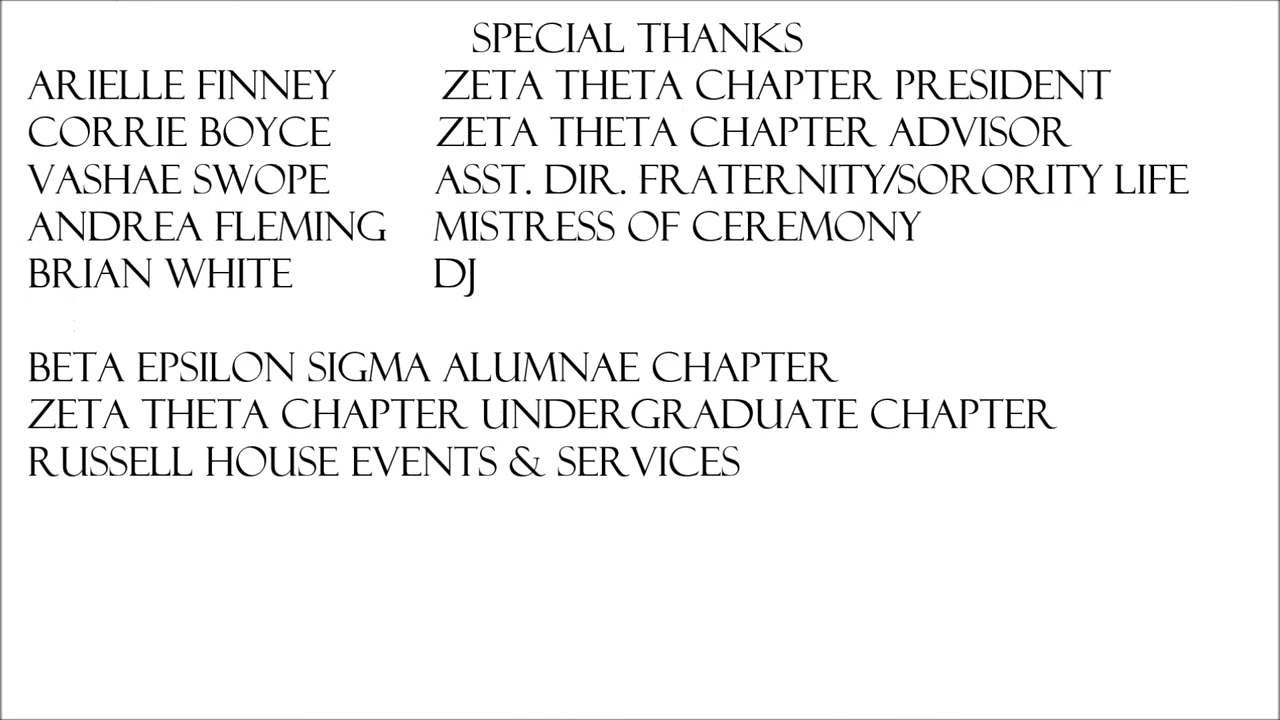 SPECIAL THANKS
ARIELLE FINNEY ZETA THETA CHAPTER PRESIDENT
CORRIE BOYCE ZETA THETA CHAPTER ADVISOR
VASHAE SWOPE ASST. DIR. FRATERNITY/SORORITY LIFE
ANDREA FLEMING MISTRESS OF CEREMONY
BRIAN WHITE DJ
BETA EPSILON SIGMA ALUMNAE CHAPTER
ZETA THETA CHAPTER UNDERGRADUATE CHAPTER
RUSSELL HOUSE EVENTS & SERVICES